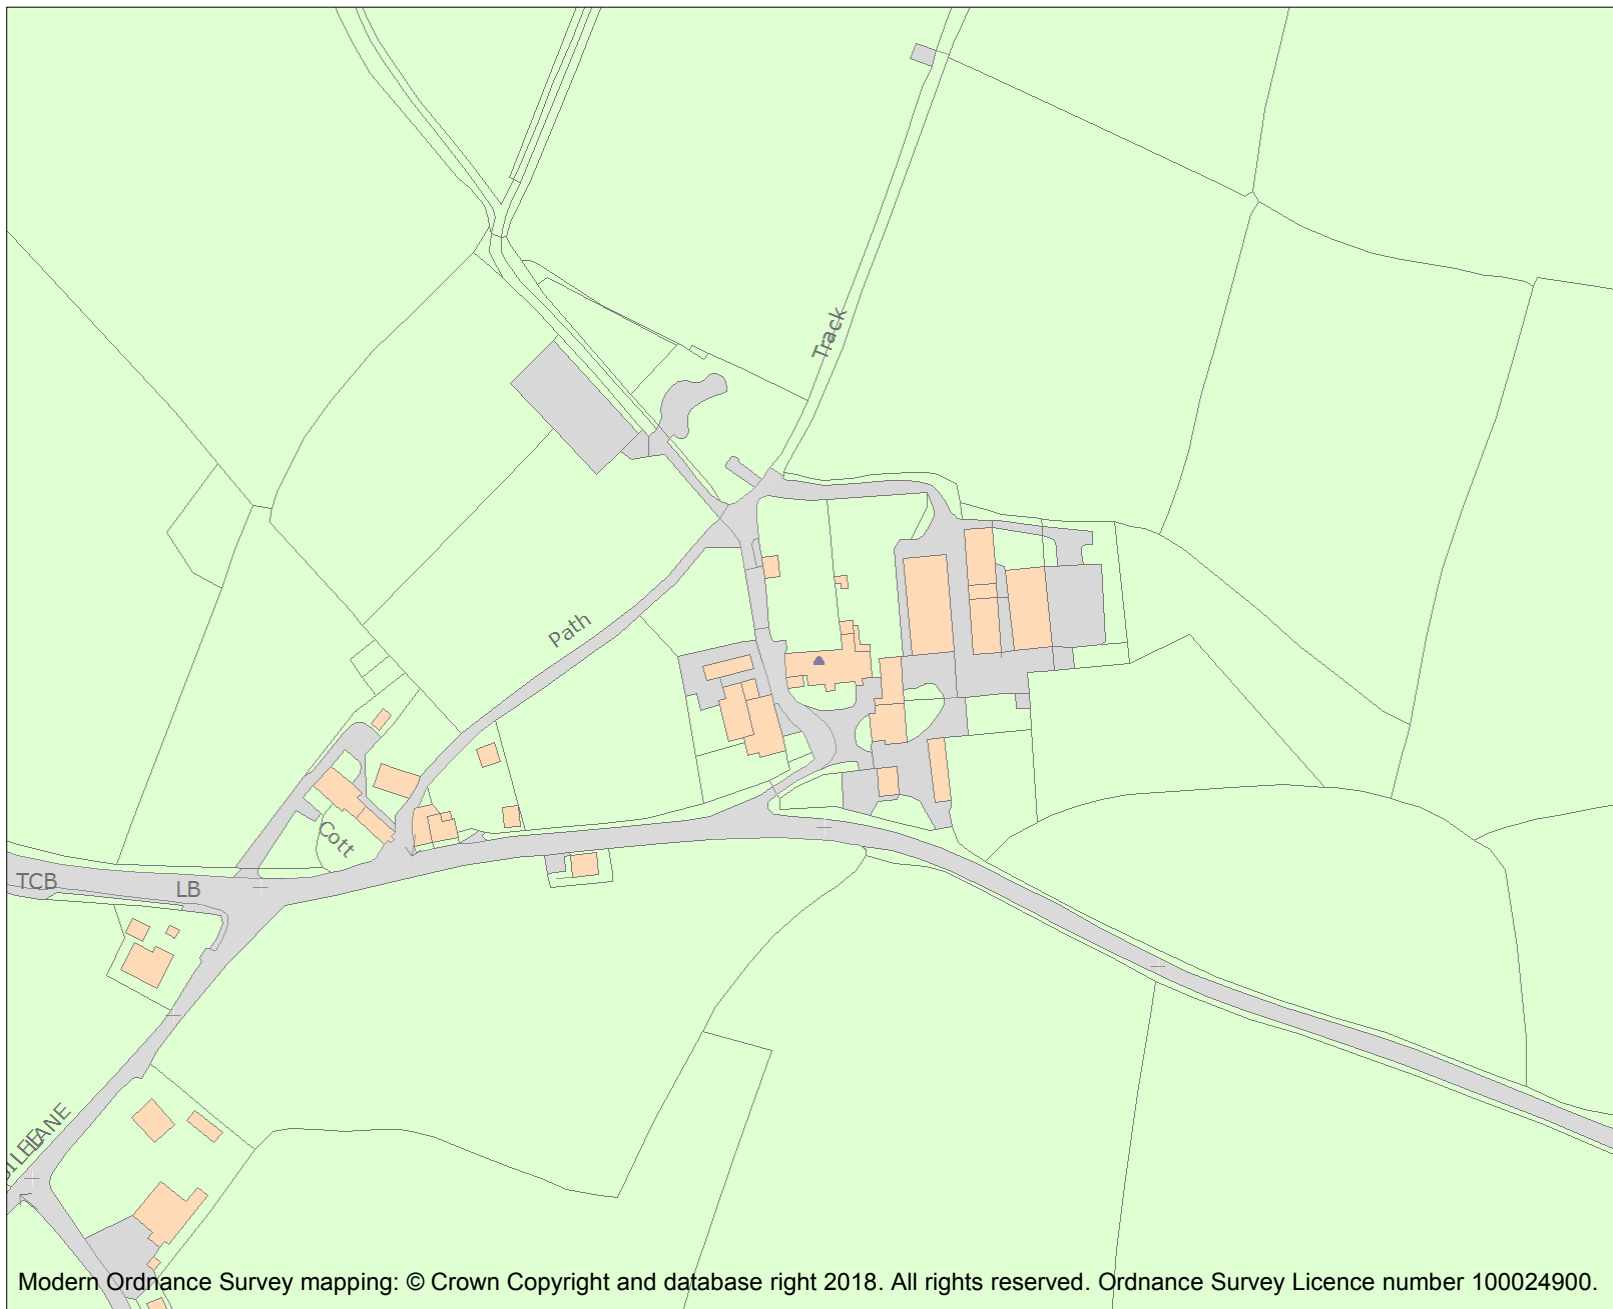 Track
Path
Cott
TCB
LB
LANE
Modern Ordnance Survey mapping: © Crown Copyright and database right 2018. All rights reserved. Ordnance Survey Licence number 100024900.